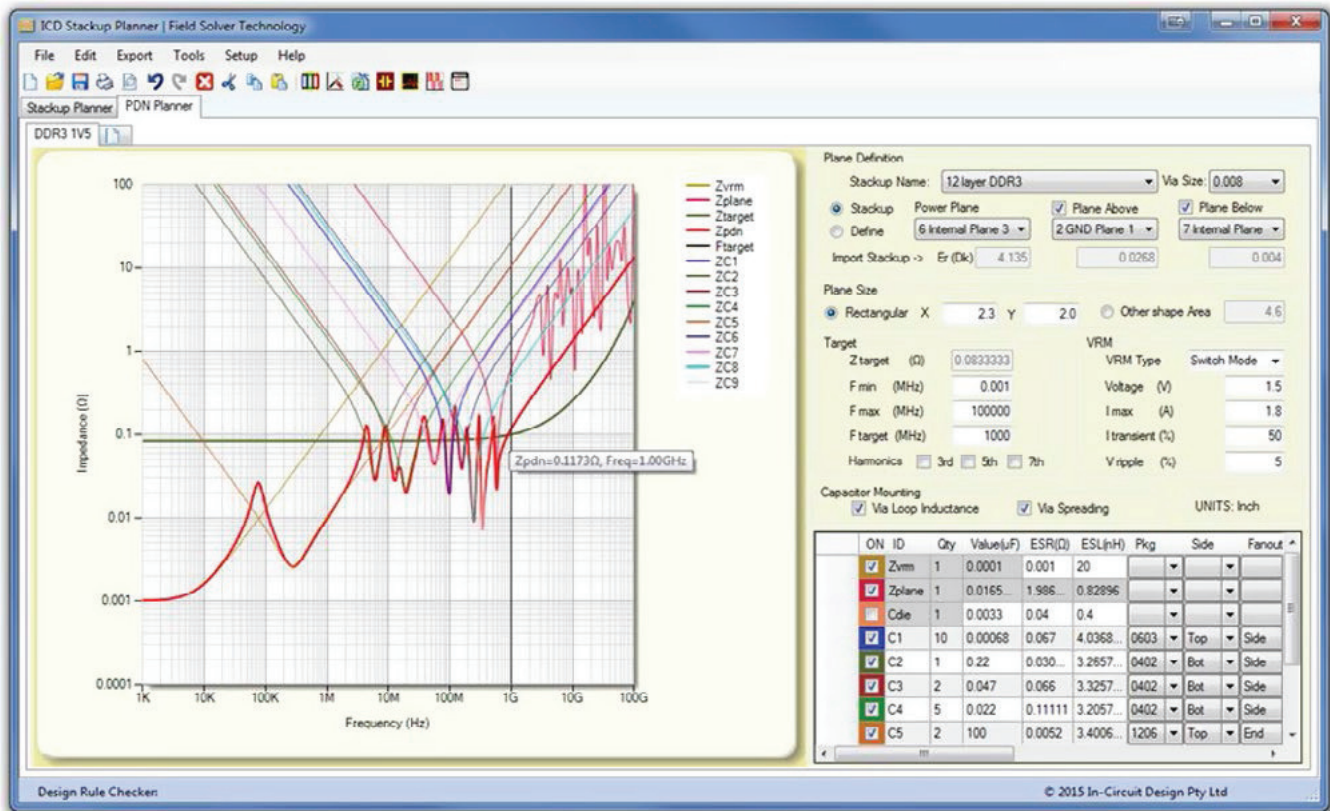 ICD Stackup Planner | Field Solver Technology
File Edit Export Tools Setup Help
Stackup Planner PDN Planner
DDR3 1V5
100
10
1
0.1
0.01
0.001
0.0001
Impedance (Ω)
1K 10K 100K 1M 10M 100M 1G 10G 100G
Frequency (Hz)
Zpdn=0.1173Ω, Freq=1.00GHz
Zvrm
Zplane
Ztarget
Zpdn
Ftarget
ZC1
ZC2
ZC3
ZC4
ZC5
ZC6
ZC7
ZC8
ZC9
Plane Definition
Stackup Name: 12 layer DDR3 Via Size: 0.008
Stackup Power Plane Plane Above Plane Below
Define 6 Internal Plane 3 2 GND Plane 1 7 Internal Plane
Import Stackup -> Er (Dk) 4.135 0.0268 0.004
Plane Size
Rectangular X 2.3 Y 2.0 Other shape Area 4.6
Target VRM
Z target (Ω) 0.0833333 VRM Type Switch Mode
F min (MHz) 0.001 Voltage (V) 1.5
F max (MHz) 100000 I max (A) 1.8
F target (MHz) 1000 I transient (%) 50
Harmonics 3rd 5th 7th V ripple (%) 5
Capacitor Mounting
Via Loop Inductance Via Spreading UNITS: Inch
ON ID Qty Value(uF) ESR(Ω) ESL(nH) Pkg Side Fanout
Zvrm 1 0.0001 0.001 20
Zplane 1 0.0165... 1.986... 0.82896
Cdie 1 0.0033 0.04 0.4
C1 10 0.00068 0.067 4.0368... 0603 Top Side
C2 1 0.22 0.030... 3.2657... 0402 Bot Side
C3 2 0.047 0.066 3.3257... 0402 Bot Side
C4 5 0.022 0.11111 3.2057... 0402 Bot Side
C5 2 100 0.0052 3.4006... 1206 Top End
Design Rule Checker: © 2015 In-Circuit Design Pty Ltd